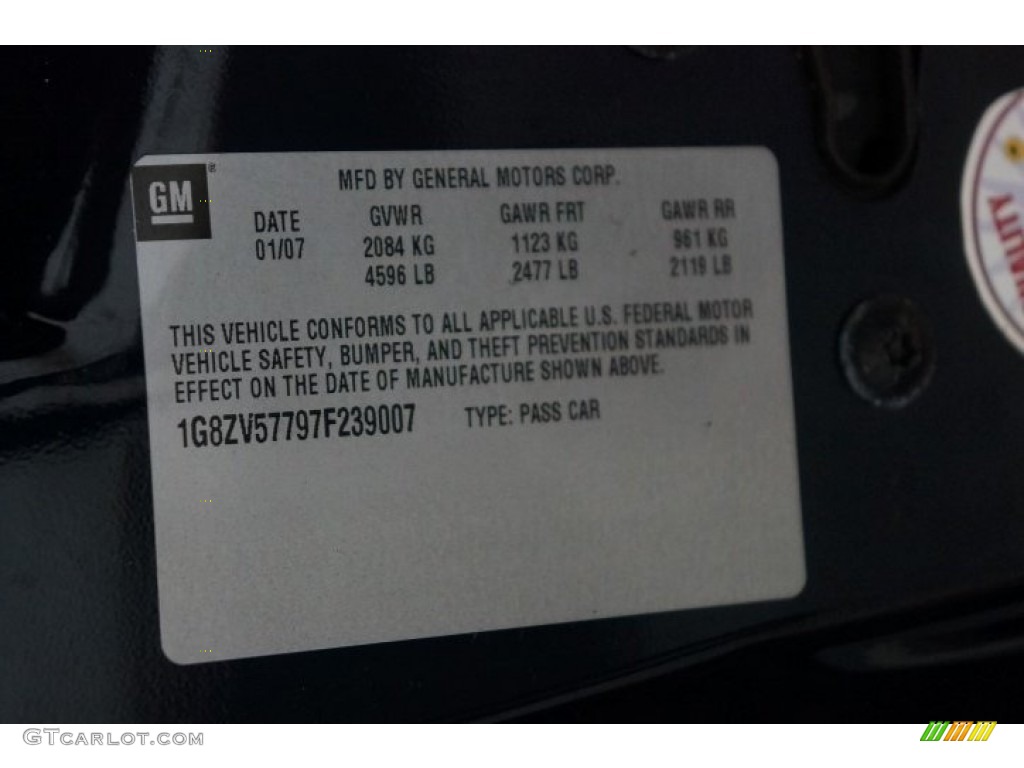 GM
MFD BY GENERAL MOTORS CORP.
DATE GVWR GAWR FRT GAWR RR
01/07 2084 KG 1123 KG 961 KG
4596 LB 2477 LB 2119 LB
THIS VEHICLE CONFORMS TO ALL APPLICABLE U.S. FEDERAL MOTOR
VEHICLE SAFETY, BUMPER, AND THEFT PREVENTION STANDARDS IN
EFFECT ON THE DATE OF MANUFACTURE SHOWN ABOVE.
1G8ZV57797F239007 TYPE: PASS CAR
GTCARLOT.COM